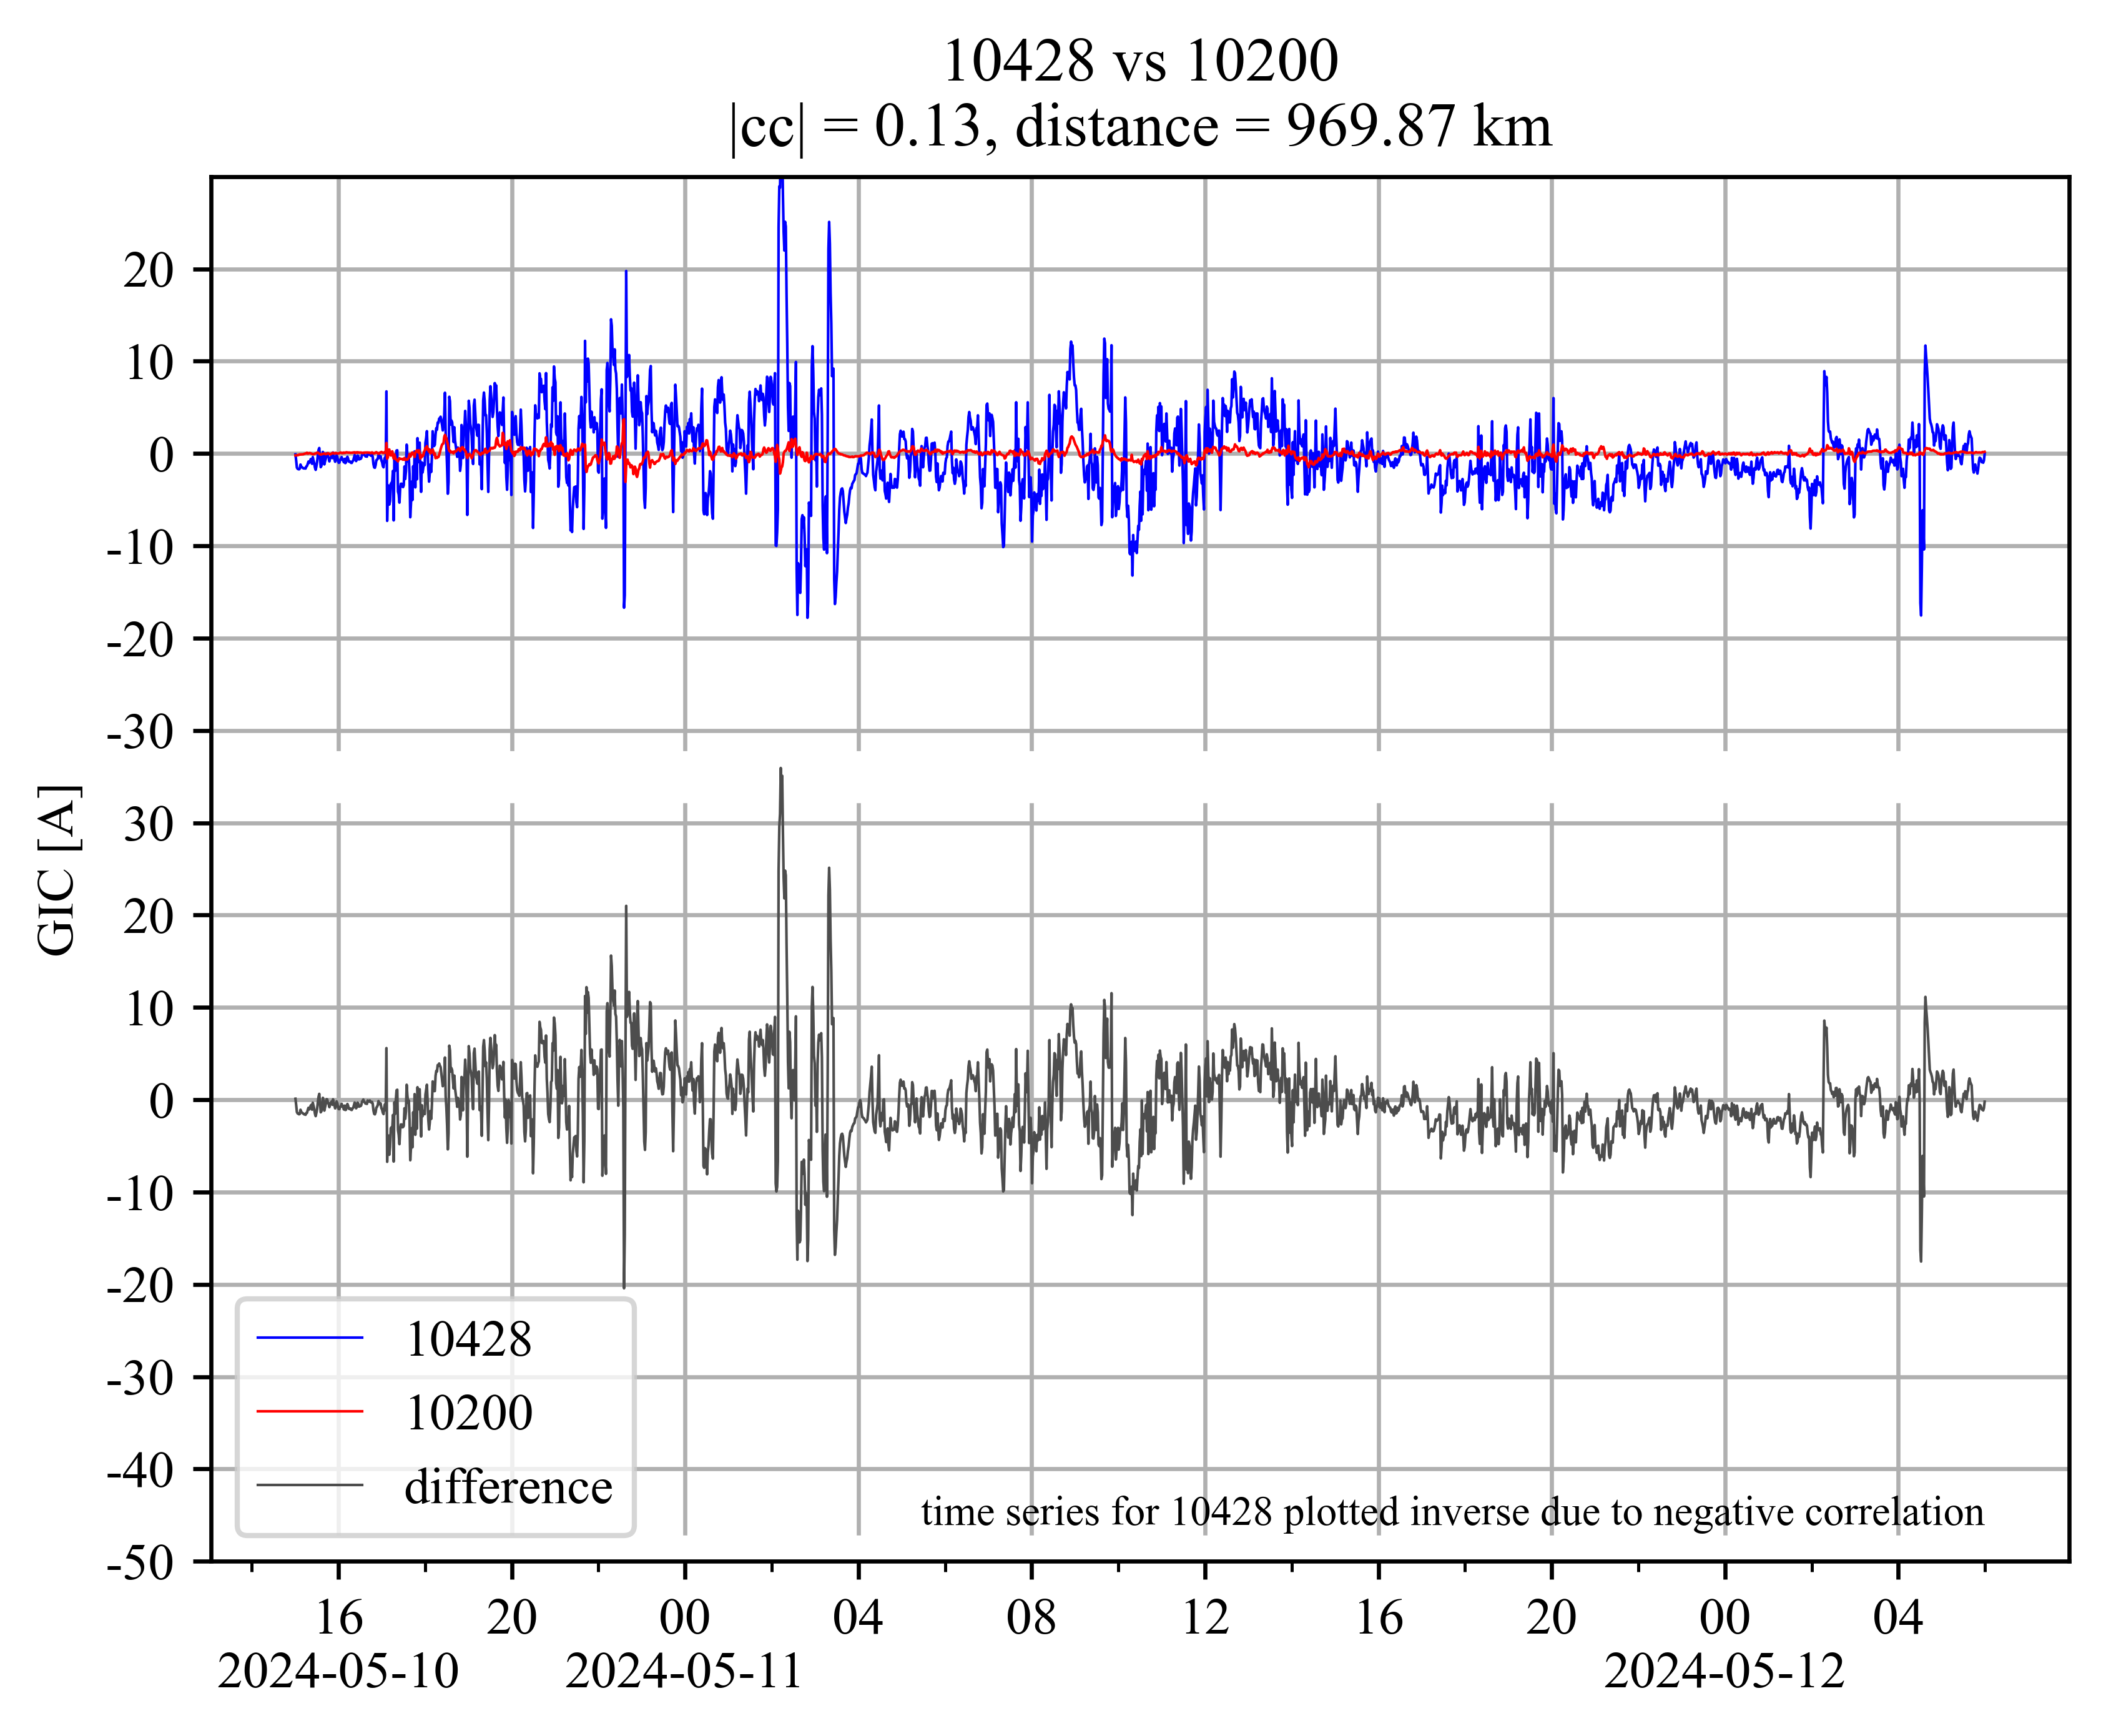 10428 vs 10200
|cc| = 0.13, distance = 969.87 km
20
10
0
-10
-20
-30
30
20
10
0
-10
-20
-30
-40
-50
GIC [A]
10428
10200
difference
time series for 10428 plotted inverse due to negative correlation
16 20 00 04 08 12 16 20 00 04
2024-05-10 2024-05-11 2024-05-12